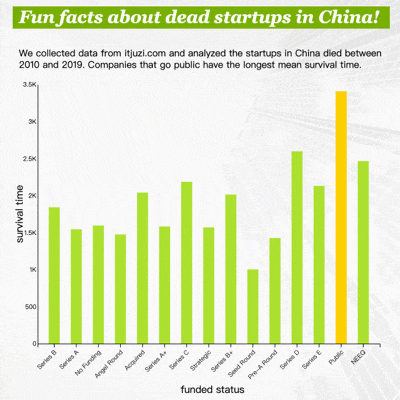 Fun facts about dead startups in China!
We collected data from itjuzi.com and analyzed the startups in China died between
2010 and 2019. Companies that go public have the longest mean survival time.
3.5K
3K
2.5K
2K
1.5K
1K
500
0
survival time
Series B
Series A
No Funding
Angel Round
Acquired
Series A+
Series C
Strategic
Series B+
Seed Round
Pre-A Round
Series D
Series E
Public
NEEQ
funded status